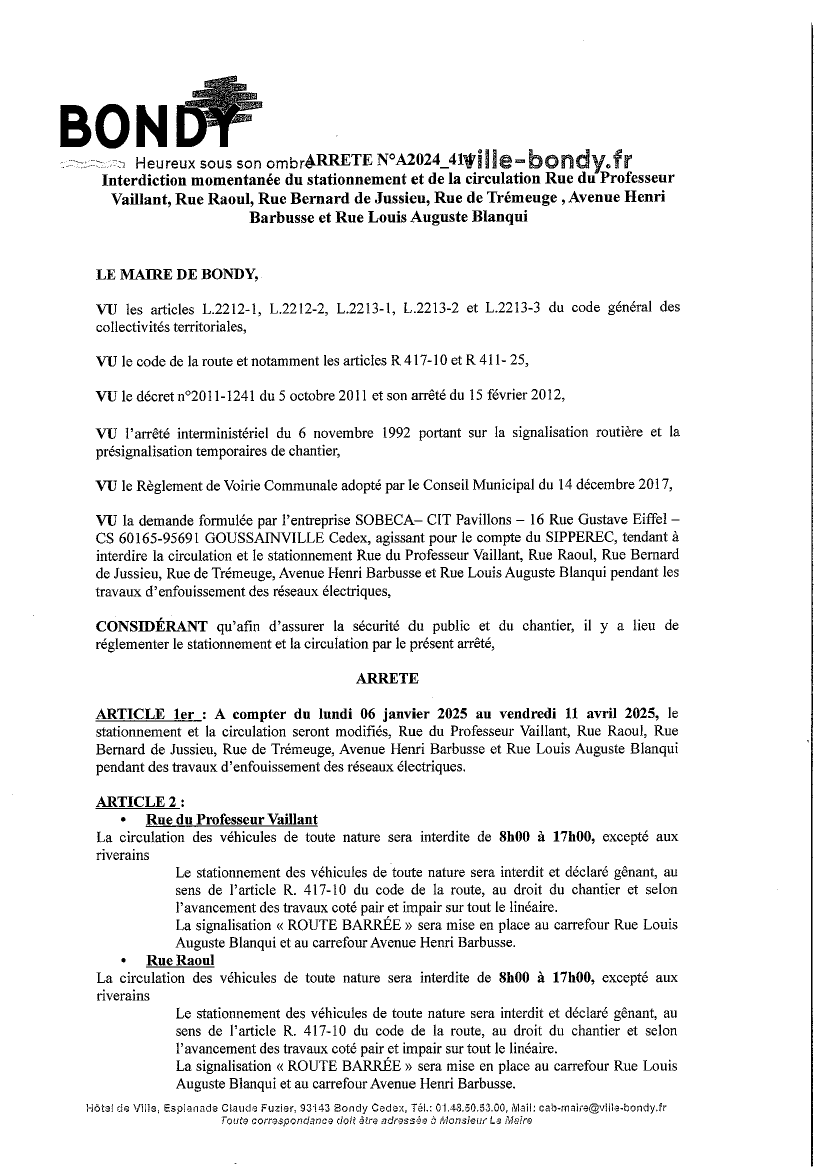 BONDY
Heureux sous son ombre
ARRETE N°A2024_41
ville-bondy.fr
Interdiction momentanée du stationnement et de la circulation Rue du Professeur
Vaillant, Rue Raoul, Rue Bernard de Jussieu, Rue de Trémeuge , Avenue Henri
Barbusse et Rue Louis Auguste Blanqui
LE MAIRE DE BONDY,
VU les articles L.2212-1, L.2212-2, L.2213-1, L.2213-2 et L.2213-3 du code général des
collectivités territoriales,
VU le code de la route et notamment les articles R 417-10 et R 411- 25,
VU le décret n°2011-1241 du 5 octobre 2011 et son arrêté du 15 février 2012,
VU l'arrêté interministériel du 6 novembre 1992 portant sur la signalisation routière et la
présignalisation temporaires de chantier,
VU le Règlement de Voirie Communale adopté par le Conseil Municipal du 14 décembre 2017,
VU la demande formulée par l'entreprise SOBECA– CIT Pavillons – 16 Rue Gustave Eiffel –
CS 60165-95691 GOUSSAINVILLE Cedex, agissant pour le compte du SIPPEREC, tendant à
interdire la circulation et le stationnement Rue du Professeur Vaillant, Rue Raoul, Rue Bernard
de Jussieu, Rue de Trémeuge, Avenue Henri Barbusse et Rue Louis Auguste Blanqui pendant les
travaux d'enfouissement des réseaux électriques,
CONSIDÉRANT qu'afin d'assurer la sécurité du public et du chantier, il y a lieu de
réglementer le stationnement et la circulation par le présent arrêté,
ARRETE
ARTICLE 1er : A compter du lundi 06 janvier 2025 au vendredi 11 avril 2025, le
stationnement et la circulation seront modifiés, Rue du Professeur Vaillant, Rue Raoul, Rue
Bernard de Jussieu, Rue de Trémeuge, Avenue Henri Barbusse et Rue Louis Auguste Blanqui
pendant des travaux d'enfouissement des réseaux électriques.
ARTICLE 2 :
• Rue du Professeur Vaillant
La circulation des véhicules de toute nature sera interdite de 8h00 à 17h00, excepté aux
riverains
Le stationnement des véhicules de toute nature sera interdit et déclaré gênant, au
sens de l'article R. 417-10 du code de la route, au droit du chantier et selon
l'avancement des travaux coté pair et impair sur tout le linéaire.
La signalisation « ROUTE BARRÉE » sera mise en place au carrefour Rue Louis
Auguste Blanqui et au carrefour Avenue Henri Barbusse.
• Rue Raoul
La circulation des véhicules de toute nature sera interdite de 8h00 à 17h00, excepté aux
riverains
Le stationnement des véhicules de toute nature sera interdit et déclaré gênant, au
sens de l'article R. 417-10 du code de la route, au droit du chantier et selon
l'avancement des travaux coté pair et impair sur tout le linéaire.
La signalisation « ROUTE BARRÉE » sera mise en place au carrefour Rue Louis
Auguste Blanqui et au carrefour Avenue Henri Barbusse.
Hôtel de Ville, Esplanade Claude Fuzier, 93143 Bondy Cedex, Tél.: 01.48.50.53.00, Mail: cab-maire@ville-bondy.fr
Toute correspondance doit être adressée à Monsieur Le Maire